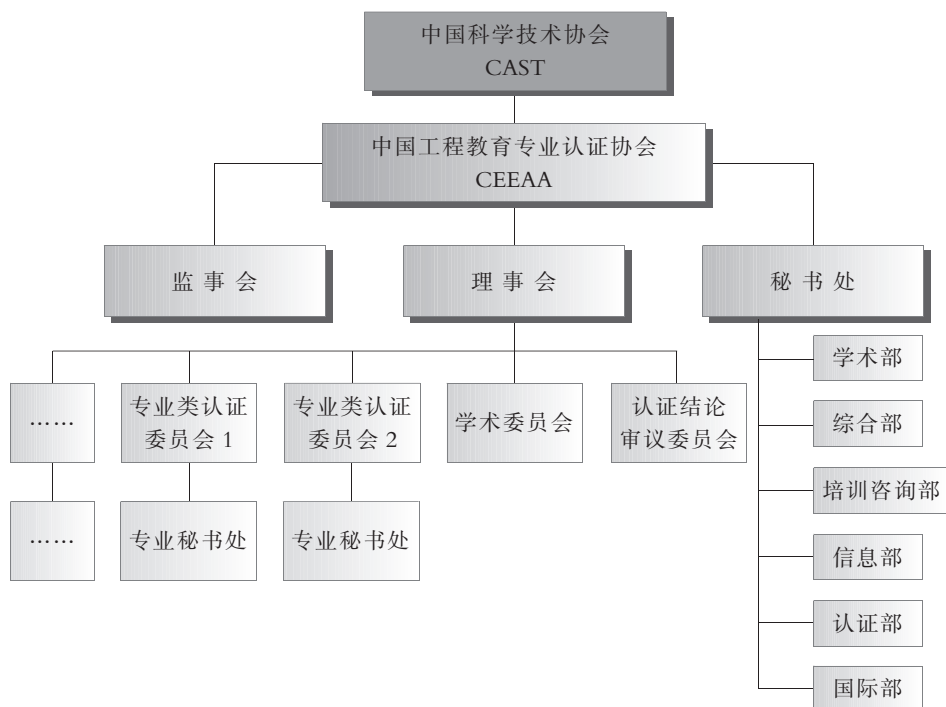 中国科学技术协会
CAST
中国工程教育专业认证协会
CEEAA
监事会
理事会
秘书处
……
专业类认证
委员会 1
专业类认证
委员会 2
学术委员会
认证结论
审议委员会
……
专业秘书处
专业秘书处
学术部
综合部
培训咨询部
信息部
认证部
国际部